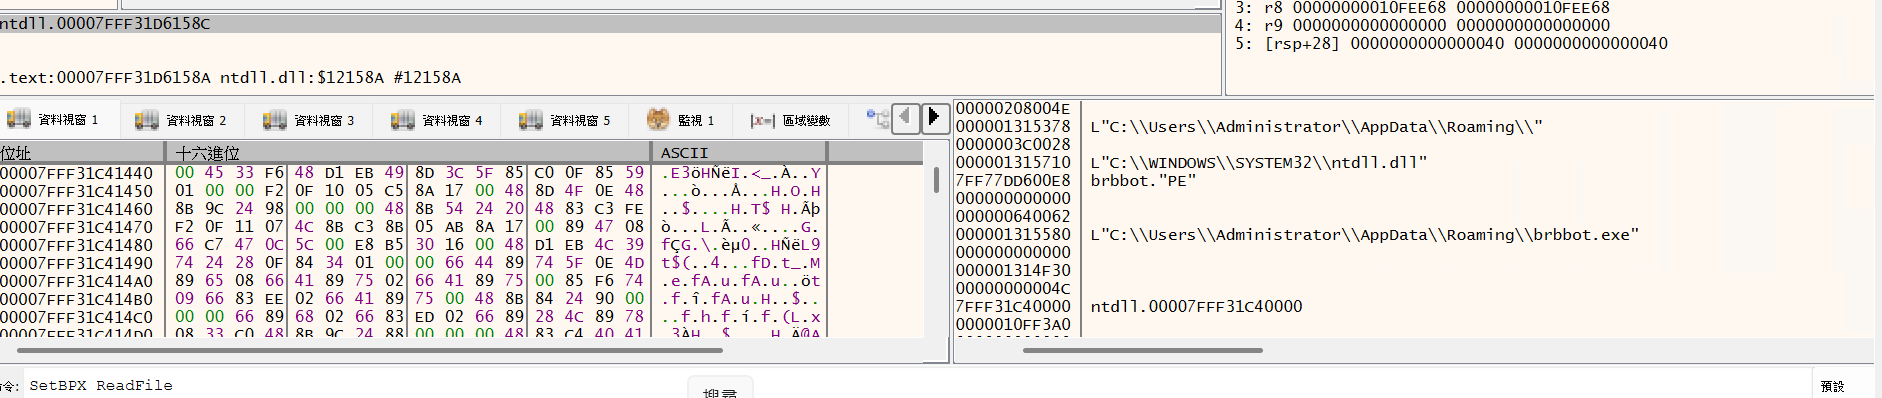 ntdll.00007FFF31D6158C
.text:00007FFF31D6158A ntdll.dll:$12158A #12158A
3: r8 00000000010FEE68 00000000010FEE68
4: r9 0000000000000000 0000000000000000
5: [rsp+28] 0000000000000040 0000000000000040
資料視窗 1 資料視窗 2 資料視窗 3 資料視窗 4 資料視窗 5 監視 1 |x=| 區域變數
位址 十六進位 ASCII
00007FFF31C41440 00 45 33 F6 48 D1 EB 49 8D 3C 5F 85 C0 0F 85 59 .E3öHÑëI.<_.À..Y
00007FFF31C41450 01 00 00 F2 0F 10 05 C5 8A 17 00 48 8D 4F 0E 48 ...ò...Å...H.O.H
00007FFF31C41460 8B 9C 24 98 00 00 00 48 8B 54 24 20 48 83 C3 FE ..$....H.T$ H.Ãþ
00007FFF31C41470 F2 0F 11 07 4C 8B C3 8B 05 AB 8A 17 00 89 47 08 ò...L.Ã..«....G.
00007FFF31C41480 66 C7 47 0C 5C 00 E8 B5 30 16 00 48 D1 EB 4C 39 fÇG.\.èµ0..HÑëL9
00007FFF31C41490 74 24 28 0F 84 34 01 00 00 66 44 89 74 5F 0E 4D t$(..4...fD.t_.M
00007FFF31C414A0 89 65 08 66 41 89 75 02 66 41 89 75 00 85 F6 74 .e.fA.u.fA.u..öt
00007FFF31C414B0 09 66 83 EE 02 66 41 89 75 00 48 8B 84 24 90 00 .f.î.fA.u.H..$..
00007FFF31C414C0 00 00 66 89 68 02 66 83 ED 02 66 89 28 4C 89 78 ..f.h.f.í.f.(L.x
00007FFF31C414D0 08 33 C0 48 8B 9C 24 88 00 00 00 48 83 C4 40 41 .3ÀH..$....H.Ä@A
00000208004E
000001315378 L"C:\\Users\\Administrator\\AppData\\Roaming\\"
0000003C0028
000001315710 L"C:\\WINDOWS\\SYSTEM32\\ntdll.dll"
7FF77DD600E8 brbbot."PE"
000000000000
000000640062
000001315580 L"C:\\Users\\Administrator\\AppData\\Roaming\\brbbot.exe"
000000000000
000001314F30
00000000004C
7FFF31C40000 ntdll.00007FFF31C40000
0000010FF3A0
令: SetBPX ReadFile
搜尋
預設